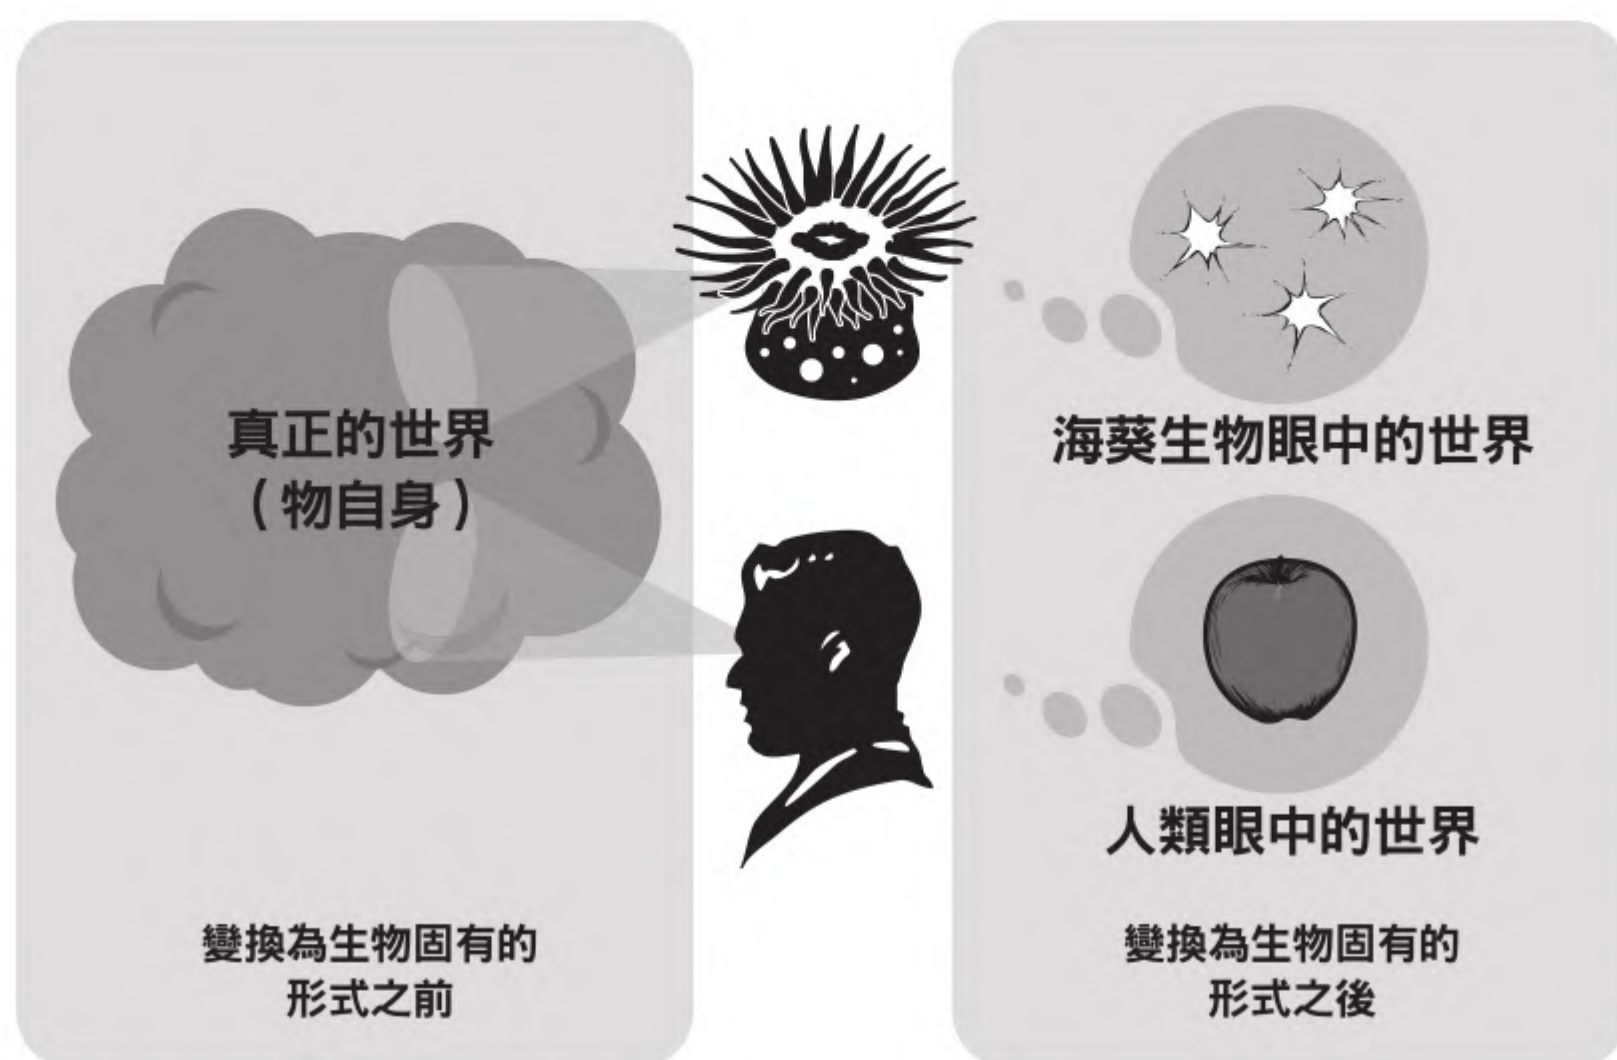 真正的世界
（物自身）
海葵生物眼中的世界
人類眼中的世界
變換為生物固有的
形式之前
變換為生物固有的
形式之後